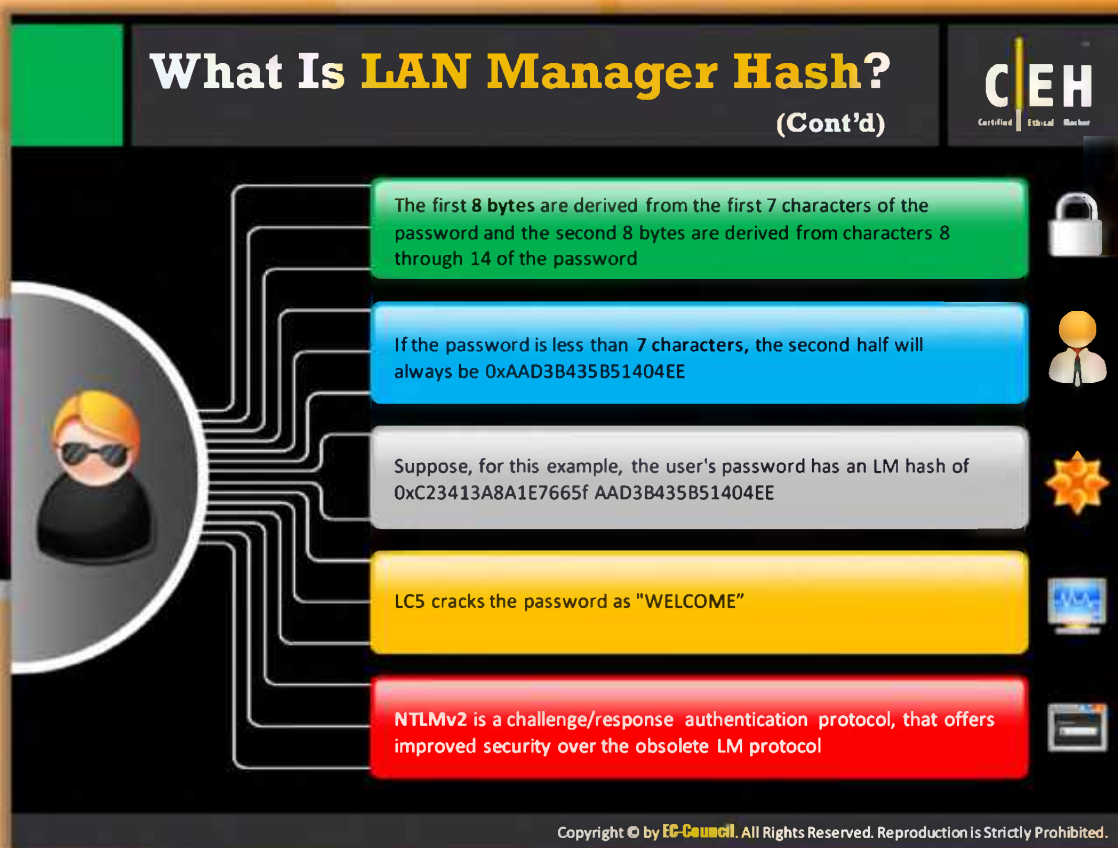 What Is LAN Manager Hash?
(Cont'd)
C|EH
Certified Ethical Hacker
The first 8 bytes are derived from the first 7 characters of the
password and the second 8 bytes are derived from characters 8
through 14 of the password
If the password is less than 7 characters, the second half will
always be 0xAAD3B435B51404EE
Suppose, for this example, the user's password has an LM hash of
0xC23413A8A1E7665f AAD3B435B51404EE
LC5 cracks the password as "WELCOME”
NTLMv2 is a challenge/response authentication protocol, that offers
improved security over the obsolete LM protocol
Copyright © by EC-Council. All Rights Reserved. Reproduction is Strictly Prohibited.